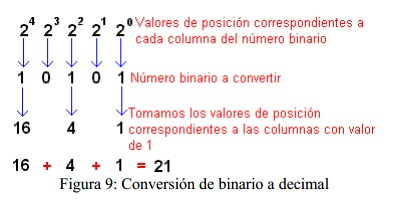 2⁴ 2³ 2² 2¹ 2⁰ Valores de posición correspondientes a
cada columna del número binario
1 0 1 0 1 Número binario a convertir
Tomamos los valores de posición
16 4 1 correspondientes a las columnas con valor
de 1
16 + 4 + 1 = 21
Figura 9: Conversión de binario a decimal